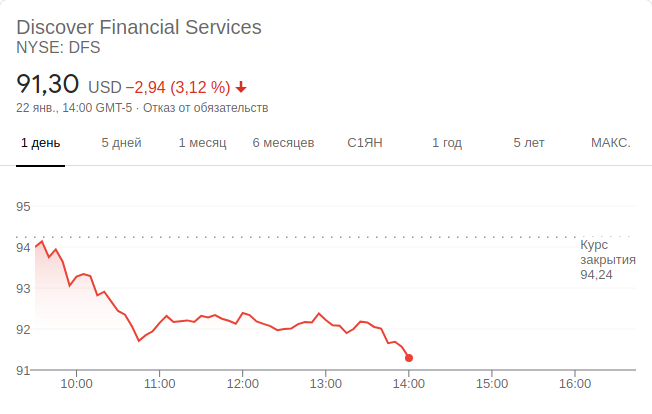 Discover Financial Services
NYSE: DFS
91,30 USD −2,94 (3,12 %)
22 янв., 14:00 GMT-5 · Отказ от обязательств
1 день 5 дней 1 месяц 6 месяцев С1ЯН 1 год 5 лет МАКС.
95
94
93
92
91
Курс
закрытия
94,24
10:00 11:00 12:00 13:00 14:00 15:00 16:00